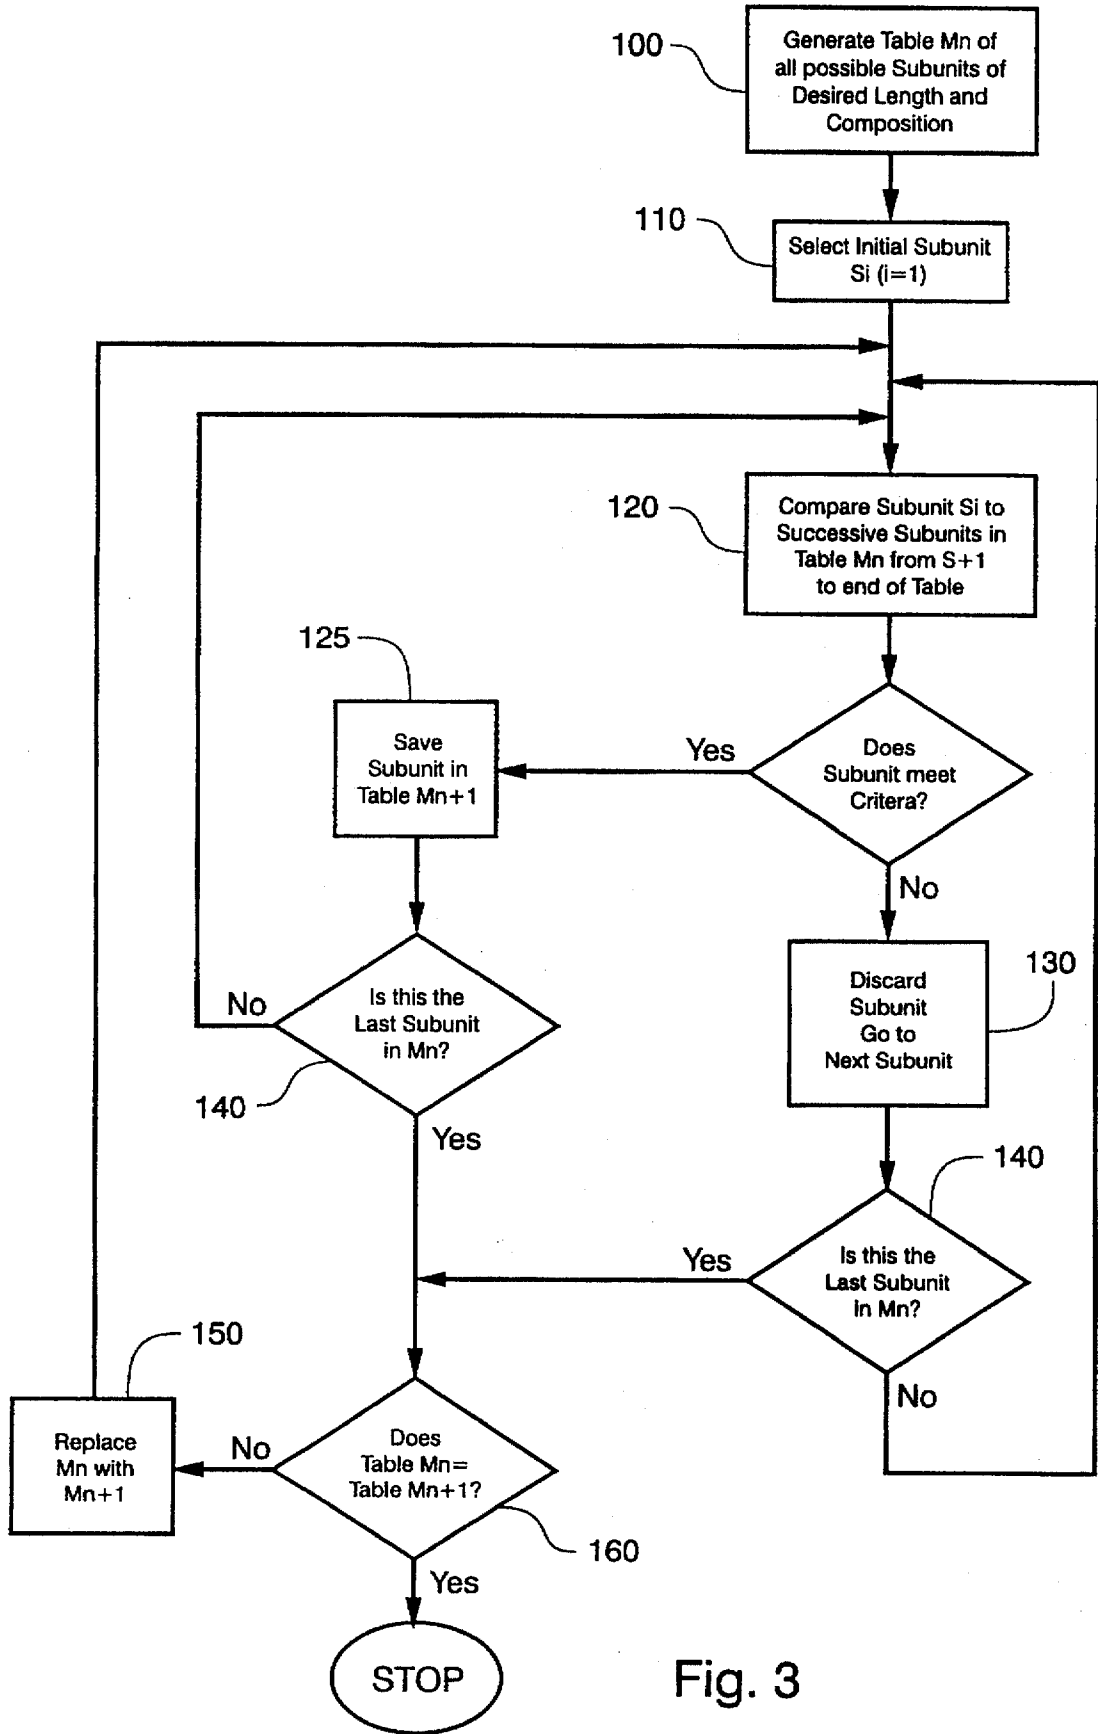 100
Generate Table Mn of
all possible Subunits of
Desired Length and
Composition
110
Select Initial Subunit
Si (i=1)
120
Compare Subunit Si to
Successive Subunits in
Table Mn from S+1
to end of Table
125
Save
Subunit in
Table Mn+1
Yes
Does
Subunit meet
Critera?
No
130
Discard
Subunit
Go to
Next Subunit
No
Is this the
Last Subunit
in Mn?
140
Yes
140
Yes
Is this the
Last Subunit
in Mn?
No
150
Replace
Mn with
Mn+1
No
Does
Table Mn=
Table Mn+1?
160
Yes
STOP
Fig. 3